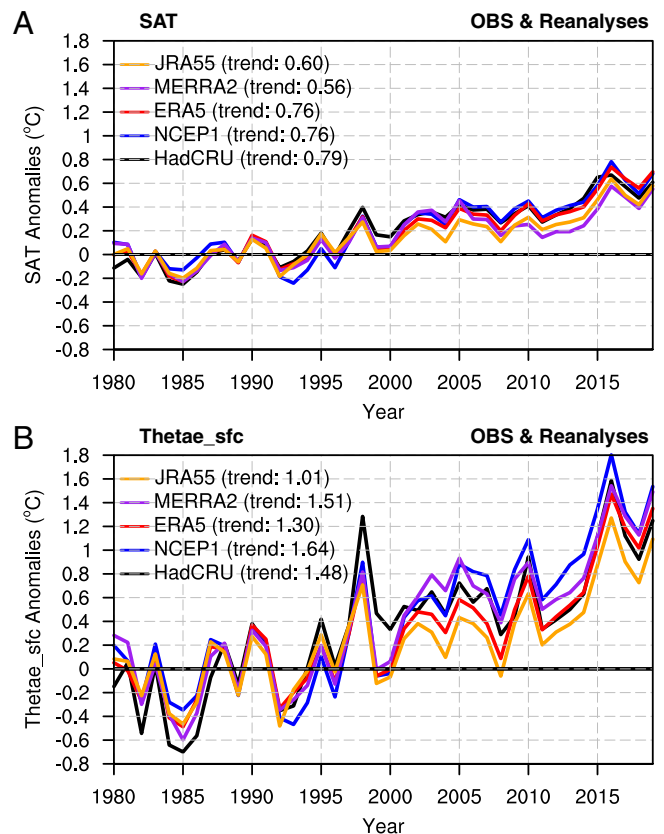 A
SAT OBS & Reanalyses
1.8
1.6
1.4
1.2
1
0.8
0.6
0.4
0.2
0
-0.2
-0.4
-0.6
-0.8
SAT Anomalies (°C)
JRA55 (trend: 0.60)
MERRA2 (trend: 0.56)
ERA5 (trend: 0.76)
NCEP1 (trend: 0.76)
HadCRU (trend: 0.79)
1980 1985 1990 1995 2000 2005 2010 2015
Year
B
Thetae_sfc OBS & Reanalyses
1.8
1.6
1.4
1.2
1
0.8
0.6
0.4
0.2
0
-0.2
-0.4
-0.6
-0.8
Thetae_sfc Anomalies (°C)
JRA55 (trend: 1.01)
MERRA2 (trend: 1.51)
ERA5 (trend: 1.30)
NCEP1 (trend: 1.64)
HadCRU (trend: 1.48)
1980 1985 1990 1995 2000 2005 2010 2015
Year